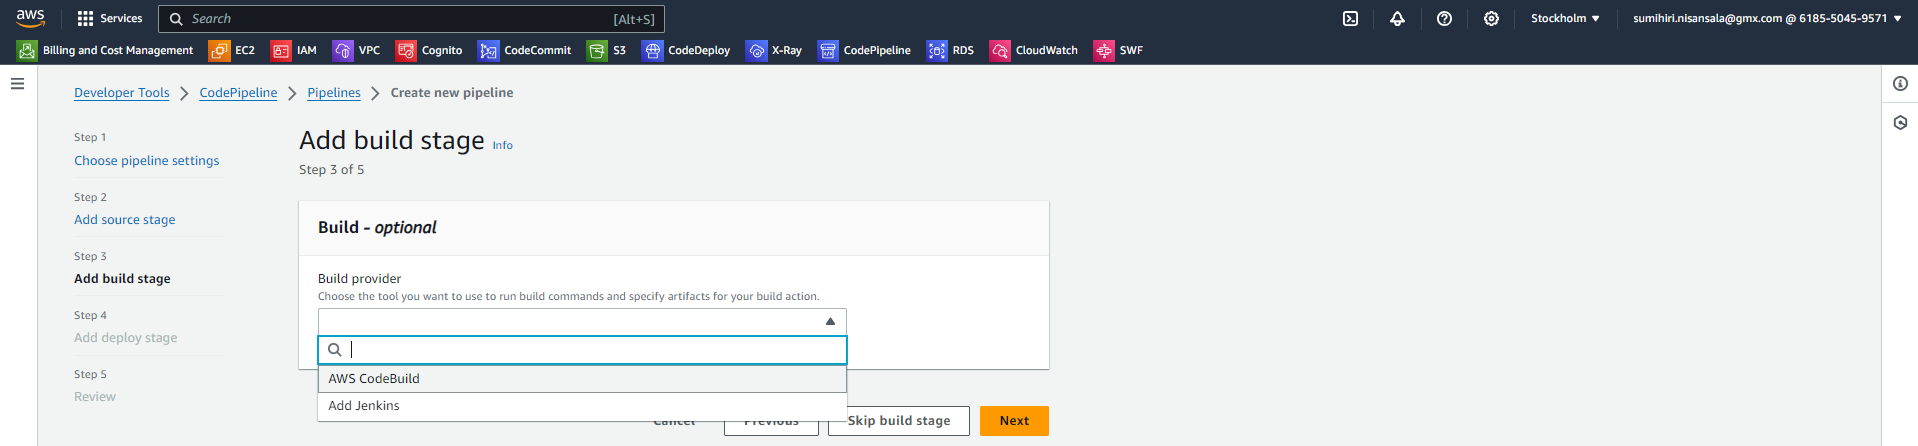 aws Services Search [Alt+S] Stockholm sumihiri.nisansala@gmx.com @ 6185-5045-9571
Billing and Cost Management EC2 IAM VPC Cognito CodeCommit S3 CodeDeploy X-Ray CodePipeline RDS CloudWatch SWF
Developer Tools CodePipeline Pipelines Create new pipeline
Step 1
Choose pipeline settings
Step 2
Add source stage
Step 3
Add build stage
Step 4
Add deploy stage
Step 5
Review
Add build stage Info
Step 3 of 5
Build - optional
Build provider
Choose the tool you want to use to run build commands and specify artifacts for your build action.
AWS CodeBuild
Add Jenkins
Cancel Previous Skip build stage Next